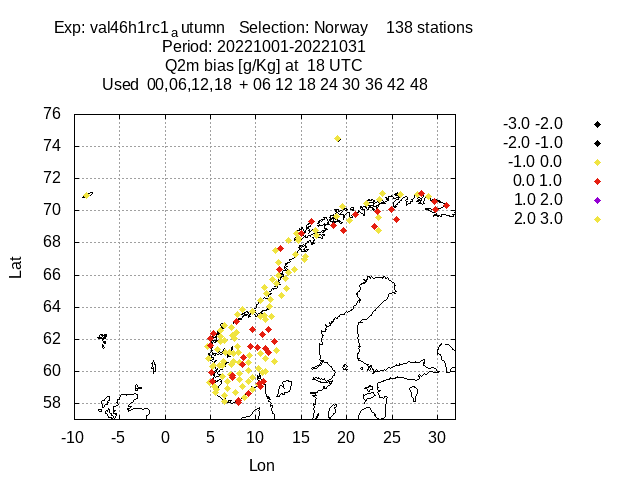 Exp: val46h1rc1autumn Selection: Norway 138 stations
Period: 20221001-20221031
Q2m bias [g/Kg] at 18 UTC
Used 00,06,12,18 + 06 12 18 24 30 36 42 48
76
74
72
70
68
66
64
62
60
58
Lat
-10 -5 0 5 10 15 20 25 30
Lon
-3.0 -2.0
-2.0 -1.0
-1.0 0.0
0.0 1.0
1.0 2.0
2.0 3.0